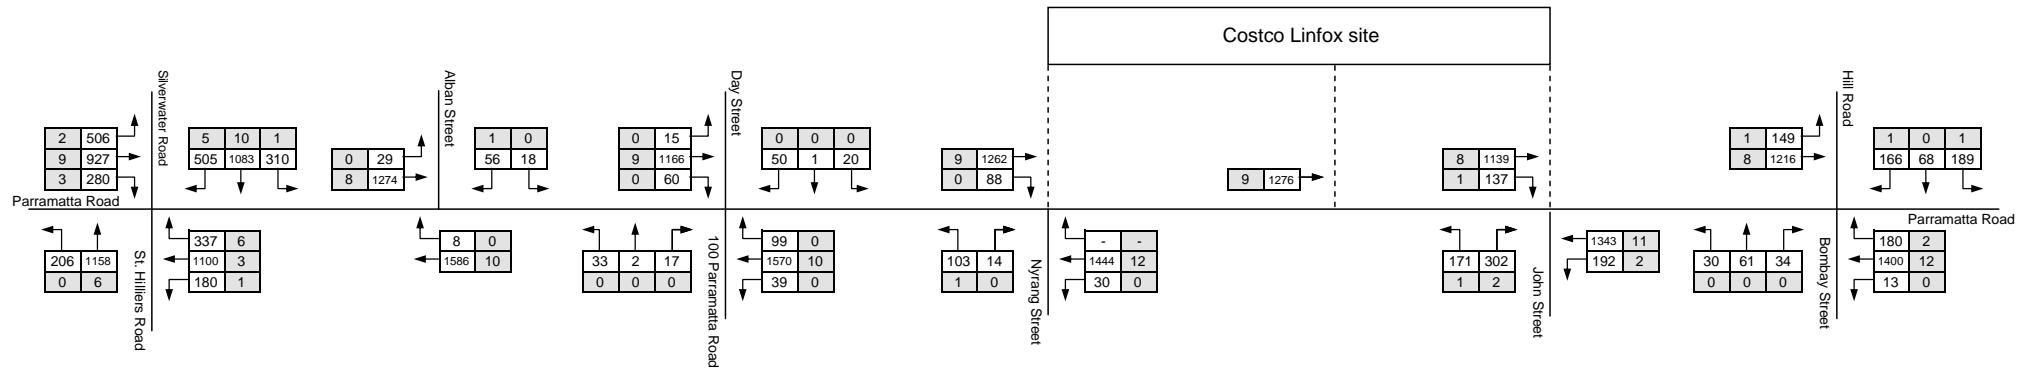 Costco Linfox site
Silverwater Road
Alban Street
Day Street
Hill Road
2 506
9 927
3 280
5 10 1
505 1083 310
0 29
8 1274
1 0
56 18
0 15
9 1166
0 60
0 0 0
50 1 20
9 1262
0 88
9 1276
8 1139
1 137
1 149
8 1216
1 0 1
166 68 189
Parramatta Road
Parramatta Road
206 1158
0 6
St. Hilliers Road
337 6
1100 3
180 1
8 0
1586 10
33 2 17
0 0 0
100 Parramatta Road
99 0
1570 10
39 0
103 14
1 0
Nyrang Street
- -
1444 12
30 0
171 302
1 2
John Street
1343 11
192 2
30 61 34
0 0 0
Bombay Street
180 2
1400 12
13 0